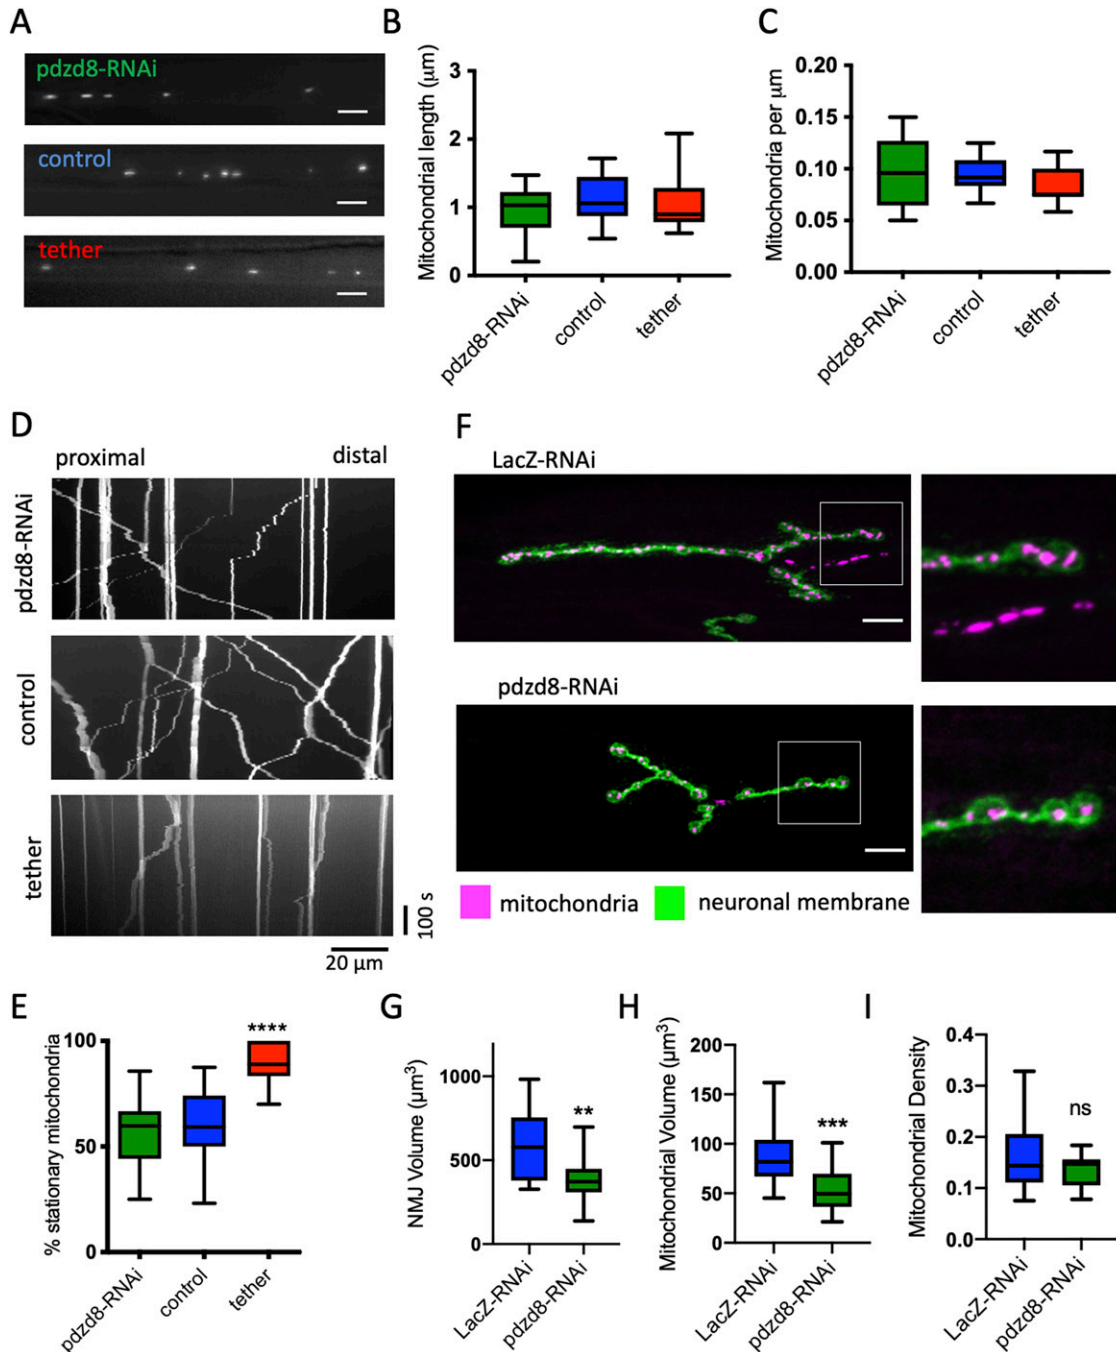 A
pdzd8-RNAi
control
tether
B
Mitochondrial length (µm)
3
2
1
0
pdzd8-RNAi
control
tether
C
Mitochondria per µm
0.20
0.15
0.10
0.05
0.00
pdzd8-RNAi
control
tether
D
proximal
distal
pdzd8-RNAi
control
tether
100 s
20 µm
F
LacZ-RNAi
pdzd8-RNAi
mitochondria
neuronal membrane
E
% stationary mitochondria
100
50
0
****
pdzd8-RNAi
control
tether
G
NMJ Volume (µm³)
1000
500
0
**
LacZ-RNAi
pdzd8-RNAi
H
Mitochondrial Volume (µm³)
200
150
100
50
0
***
LacZ-RNAi
pdzd8-RNAi
I
Mitochondrial Density
0.4
0.3
0.2
0.1
0.0
ns
LacZ-RNAi
pdzd8-RNAi